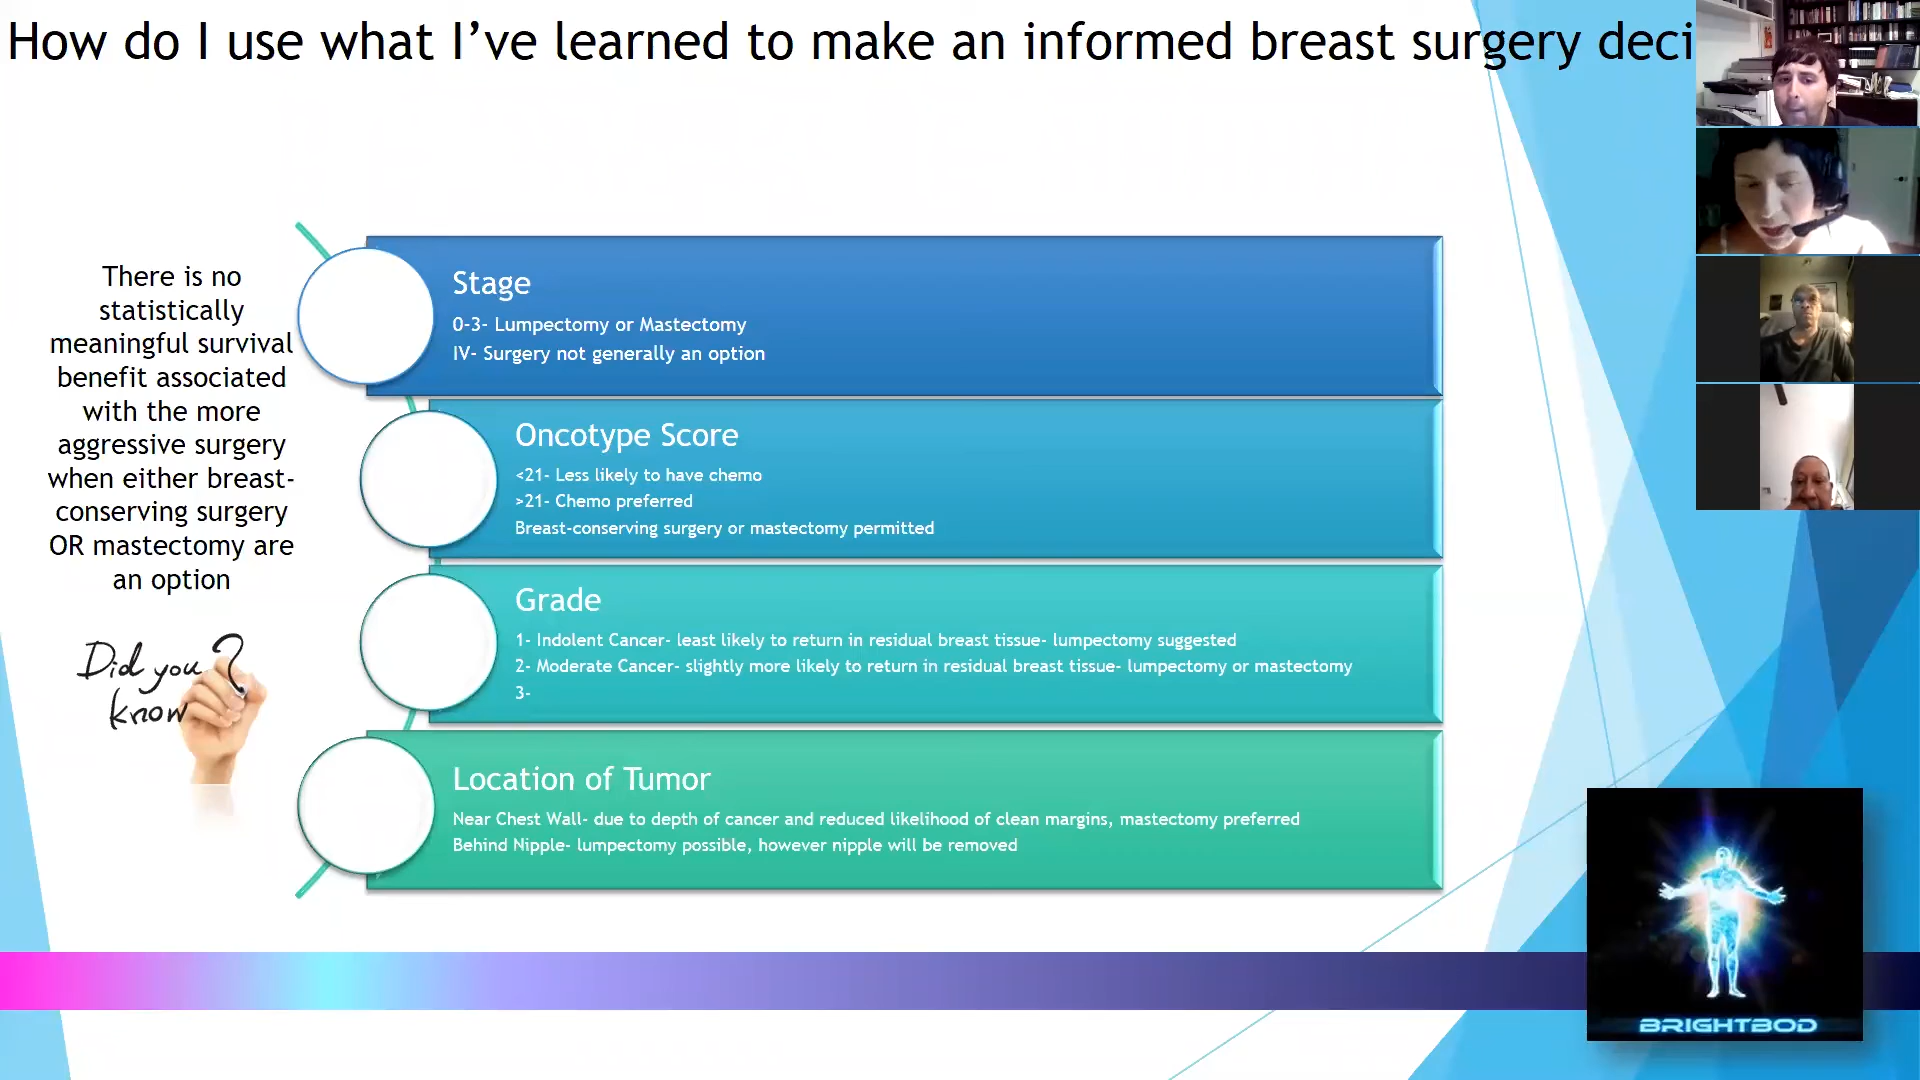 How do I use what I’ve learned to make an informed breast surgery deci
There is no
statistically
meaningful survival
benefit associated
with the more
aggressive surgery
when either breast-
conserving surgery
OR mastectomy are
an option
Did you
know ?
Stage
0-3- Lumpectomy or Mastectomy
IV- Surgery not generally an option
Oncotype Score
<21- Less likely to have chemo
>21- Chemo preferred
Breast-conserving surgery or mastectomy permitted
Grade
1- Indolent Cancer- least likely to return in residual breast tissue- lumpectomy suggested
2- Moderate Cancer- slightly more likely to return in residual breast tissue- lumpectomy or mastectomy
3-
Location of Tumor
Near Chest Wall- due to depth of cancer and reduced likelihood of clean margins, mastectomy preferred
Behind Nipple- lumpectomy possible, however nipple will be removed
BRIGHTBOD